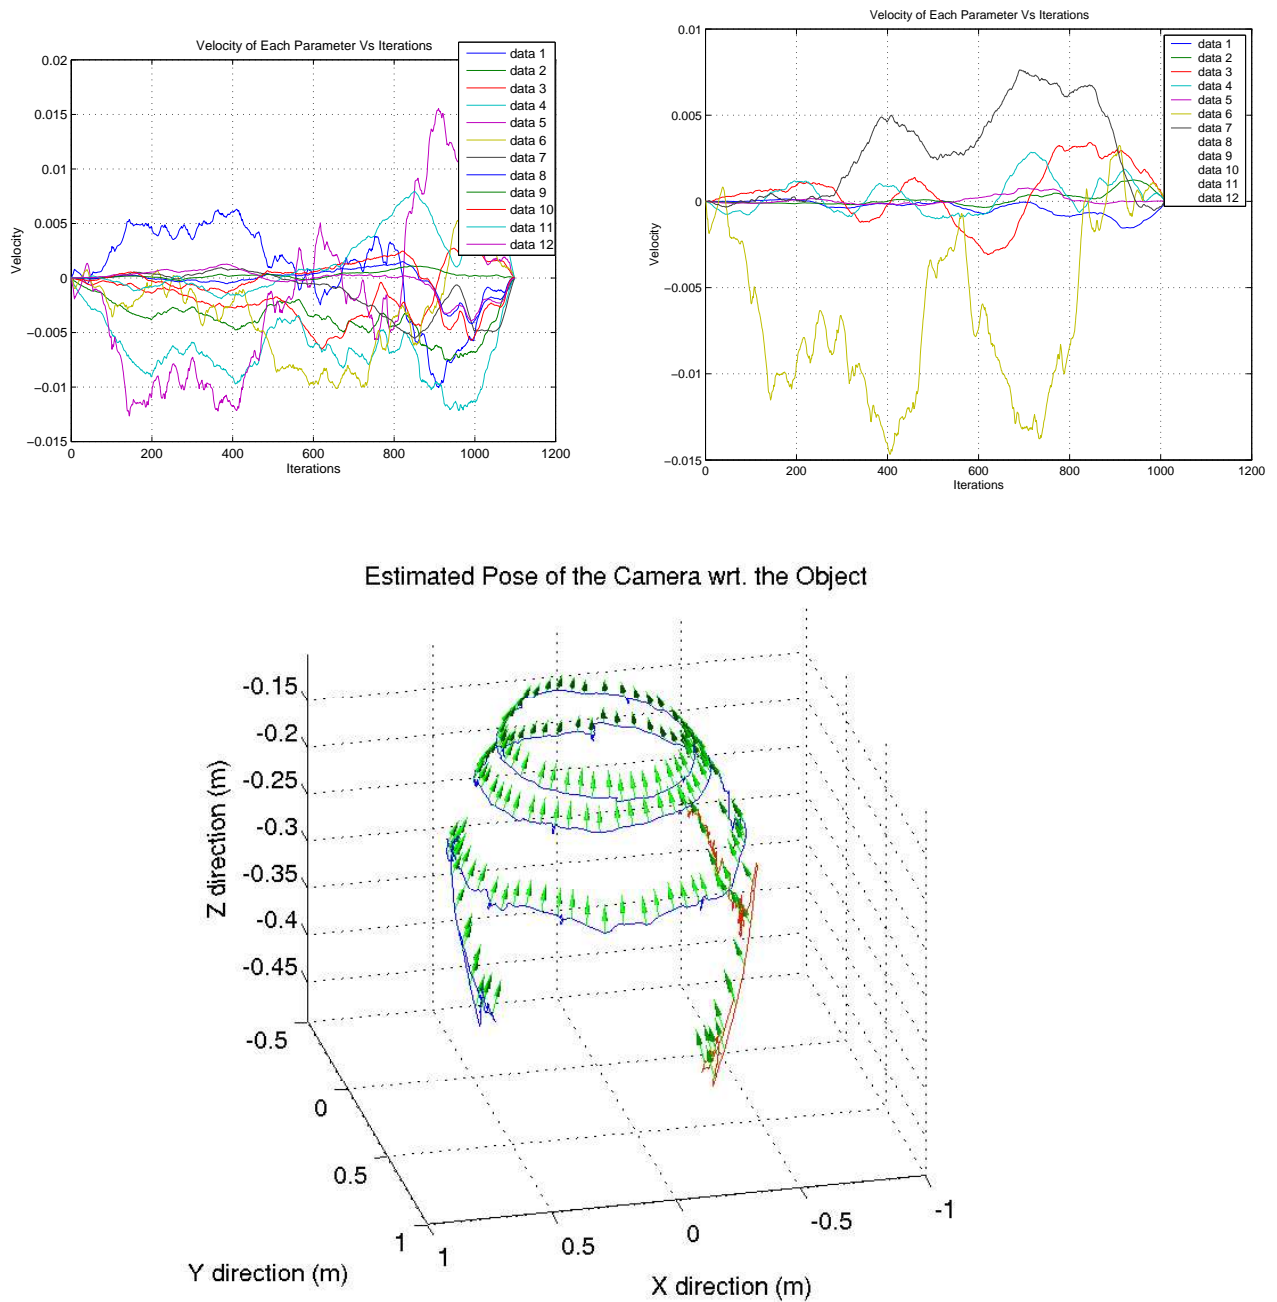 Velocity of Each Parameter Vs Iterations
0.02
0.015
0.01
0.005
0
−0.005
−0.01
−0.015
0
200
400
600
800
1000
1200
Velocity
Iterations
data 1
data 2
data 3
data 4
data 5
data 6
data 7
data 8
data 9
data 10
data 11
data 12
Velocity of Each Parameter Vs Iterations
0.01
0.005
0
−0.005
−0.01
−0.015
0
200
400
600
800
1000
1200
Velocity
Iterations
data 1
data 2
data 3
data 4
data 5
data 6
data 7
data 8
data 9
data 10
data 11
data 12
Estimated Pose of the Camera wrt. the Object
-0.15
-0.2
-0.25
-0.3
-0.35
-0.4
-0.45
Z direction (m)
-0.5
0
0.5
1
Y direction (m)
1
0.5
0
-0.5
-1
X direction (m)